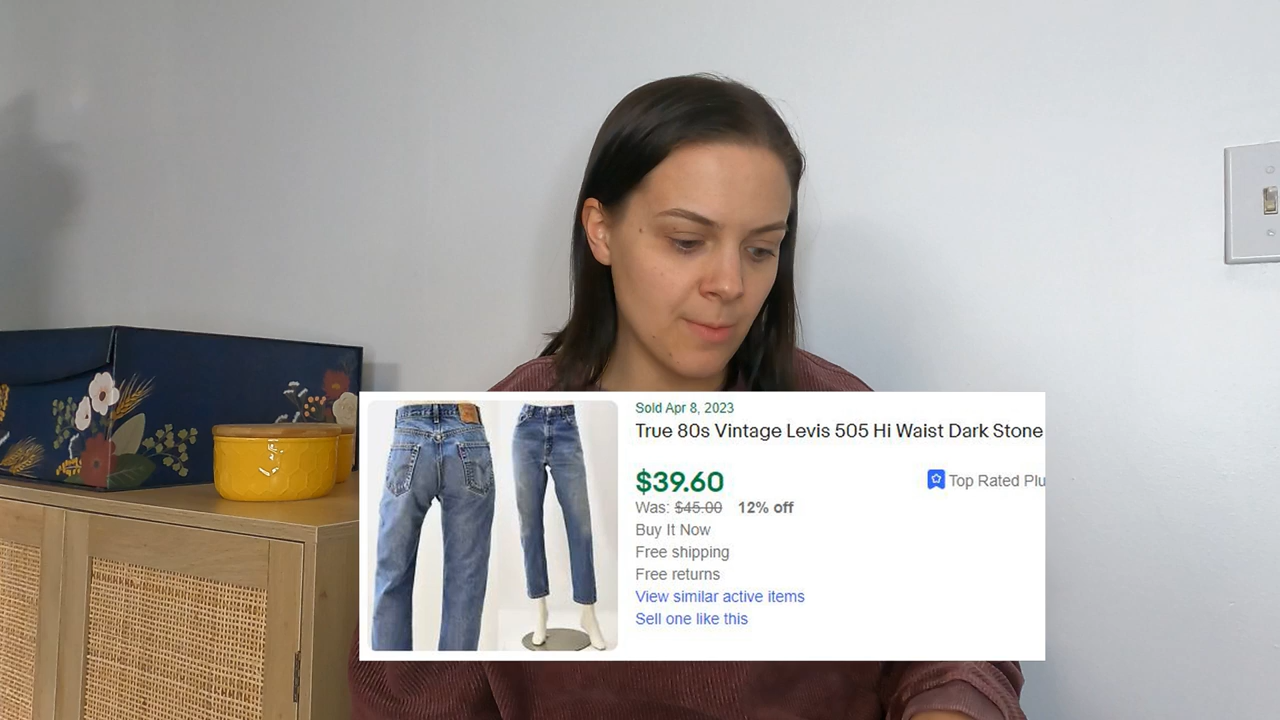 Sold Apr 8, 2023
True 80s Vintage Levis 505 Hi Waist Dark Stone
$39.60
Top Rated Plu
Was: $45.00 12% off
Buy It Now
Free shipping
Free returns
View similar active items
Sell one like this